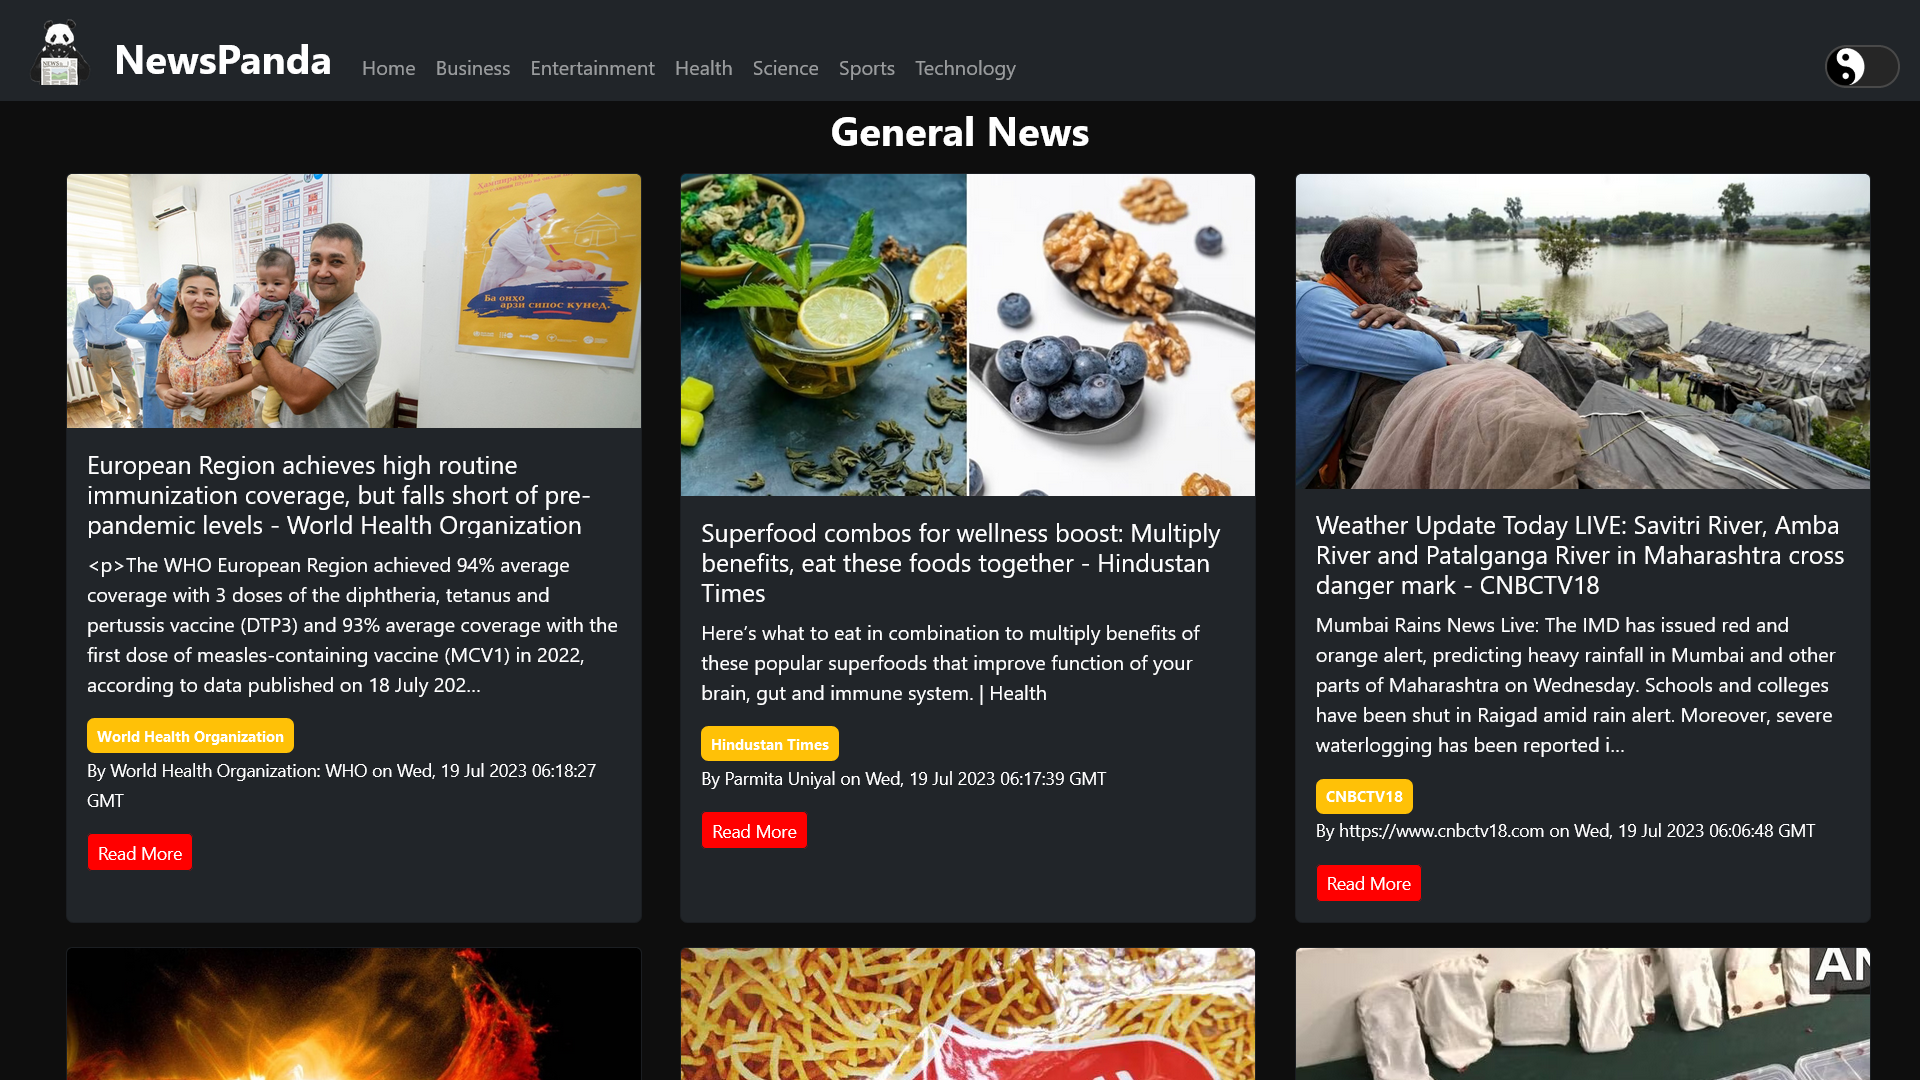 NewsPanda
Home Business Entertainment Health Science Sports Technology
NEWS
General News
Ба онҳо
арзи сипос кунед.
European Region achieves high routine
immunization coverage, but falls short of pre-
pandemic levels - World Health Organization
<p>The WHO European Region achieved 94% average
coverage with 3 doses of the diphtheria, tetanus and
pertussis vaccine (DTP3) and 93% average coverage with the
first dose of measles-containing vaccine (MCV1) in 2022,
according to data published on 18 July 202...
World Health Organization
By World Health Organization: WHO on Wed, 19 Jul 2023 06:18:27
GMT
Read More
Superfood combos for wellness boost: Multiply
benefits, eat these foods together - Hindustan
Times
Here’s what to eat in combination to multiply benefits of
these popular superfoods that improve function of your
brain, gut and immune system. | Health
Hindustan Times
By Parmita Uniyal on Wed, 19 Jul 2023 06:17:39 GMT
Read More
Weather Update Today LIVE: Savitri River, Amba
River and Patalganga River in Maharashtra cross
danger mark - CNBCTV18
Mumbai Rains News Live: The IMD has issued red and
orange alert, predicting heavy rainfall in Mumbai and other
parts of Maharashtra on Wednesday. Schools and colleges
have been shut in Raigad amid rain alert. Moreover, severe
waterlogging has been reported i...
CNBCTV18
By https://www.cnbctv18.com on Wed, 19 Jul 2023 06:06:48 GMT
Read More